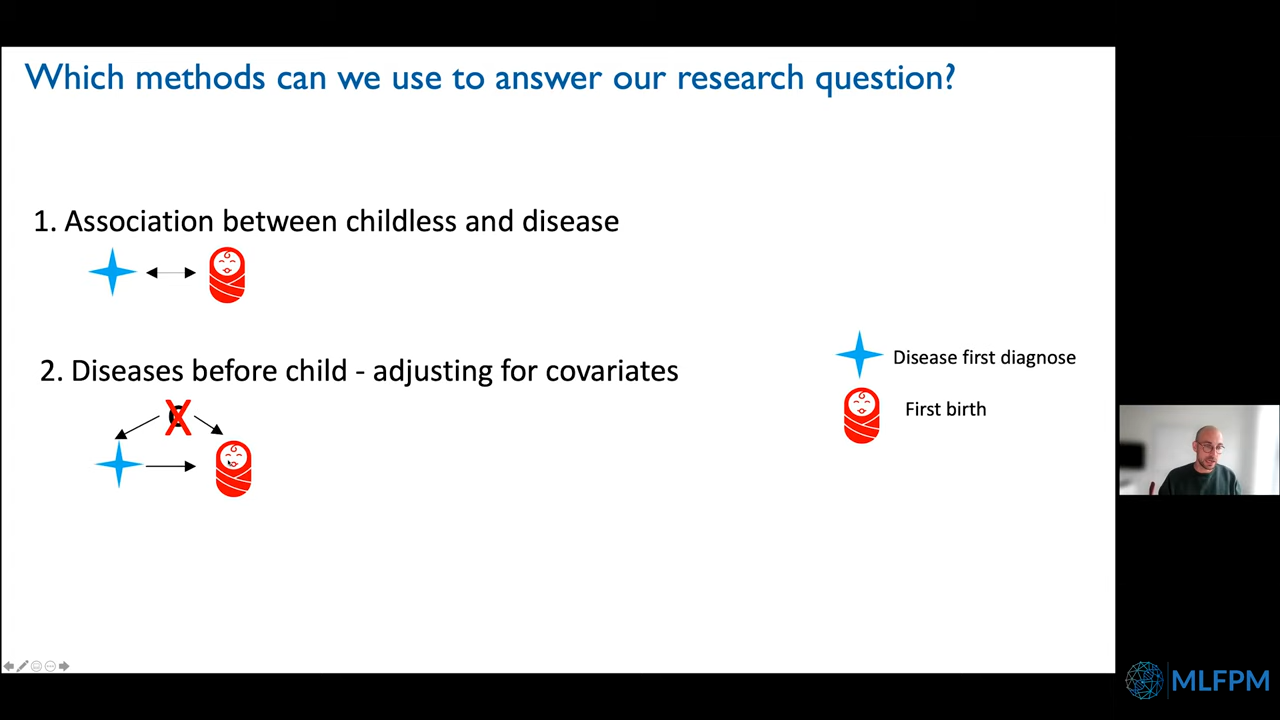 Which methods can we use to answer our research question?
1. Association between childless and disease
2. Diseases before child - adjusting for covariates
Disease first diagnose
First birth
MLFPM